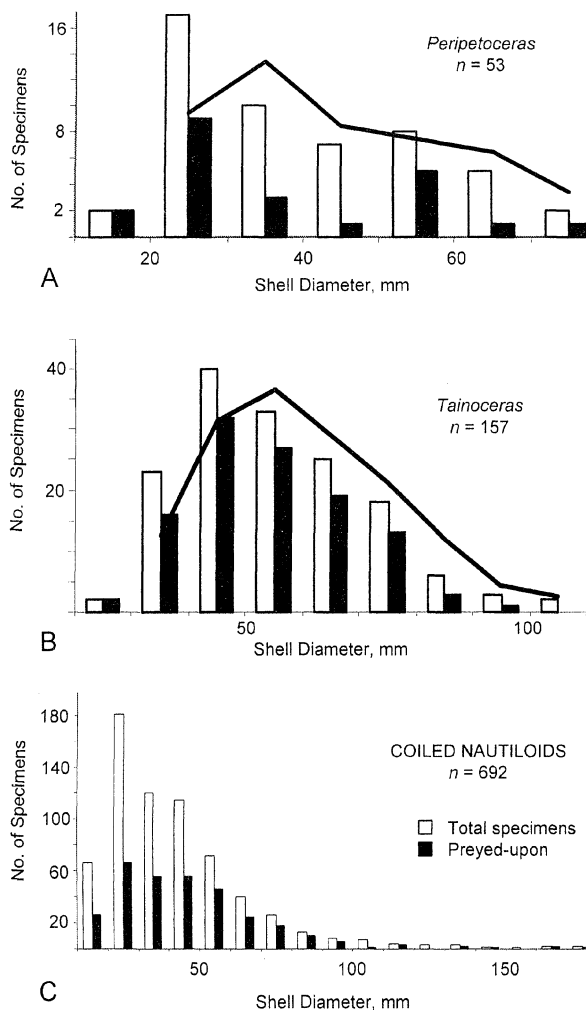 16
Peripetoceras
n = 53
No. of Specimens
8
2
20
40
60
A
Shell Diameter, mm
40
Tainoceras
n = 157
No. of Specimens
20
50
100
B
Shell Diameter, mm
180
COILED NAUTILOIDS
n = 692
No. of Specimens
140
Total specimens
100
Preyed-upon
60
20
50
100
150
C
Shell Diameter, mm